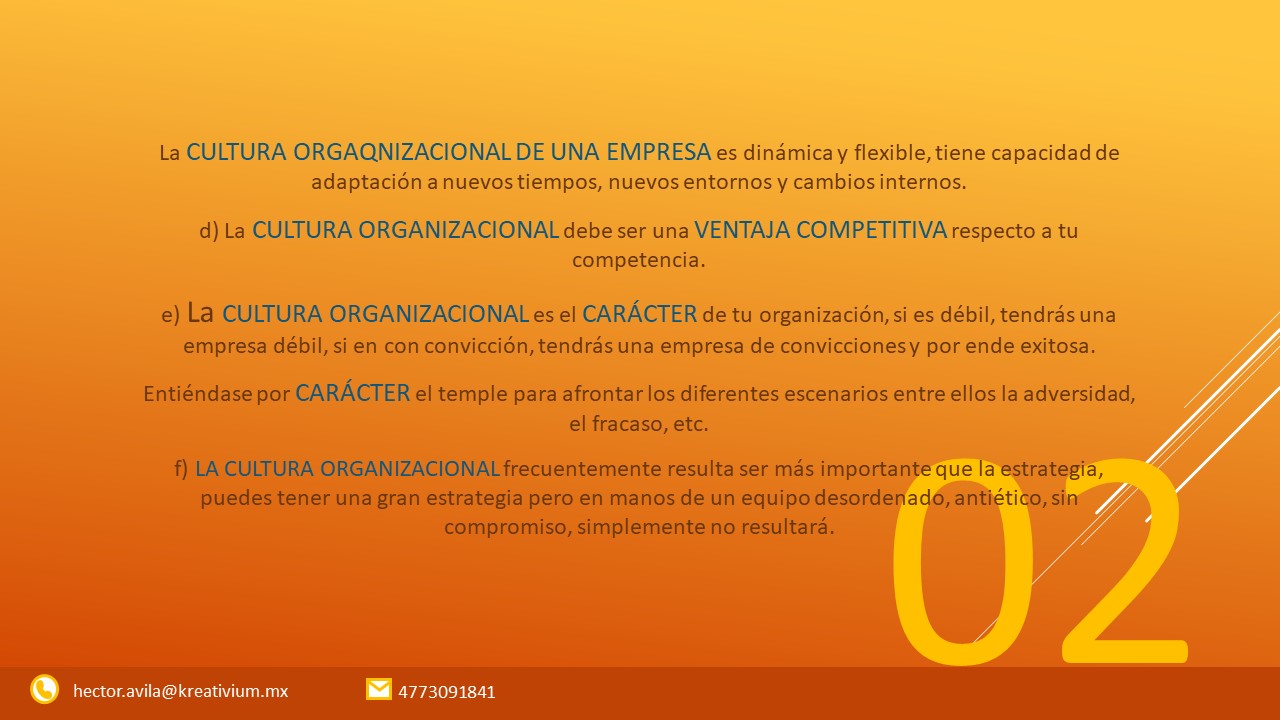 La CULTURA ORGAQNIZACIONAL DE UNA EMPRESA es dinámica y flexible, tiene capacidad de
adaptación a nuevos tiempos, nuevos entornos y cambios internos.
d) La CULTURA ORGANIZACIONAL debe ser una VENTAJA COMPETITIVA respecto a tu
competencia.
e) La CULTURA ORGANIZACIONAL es el CARÁCTER de tu organización, si es débil, tendrás una
empresa débil, si en con convicción, tendrás una empresa de convicciones y por ende exitosa.
Entiéndase por CARÁCTER el temple para afrontar los diferentes escenarios entre ellos la adversidad,
el fracaso, etc.
f) LA CULTURA ORGANIZACIONAL frecuentemente resulta ser más importante que la estrategia,
puedes tener una gran estrategia pero en manos de un equipo desordenado, antiético, sin
compromiso, simplemente no resultará.
02
hector.avila@kreativium.mx
4773091841